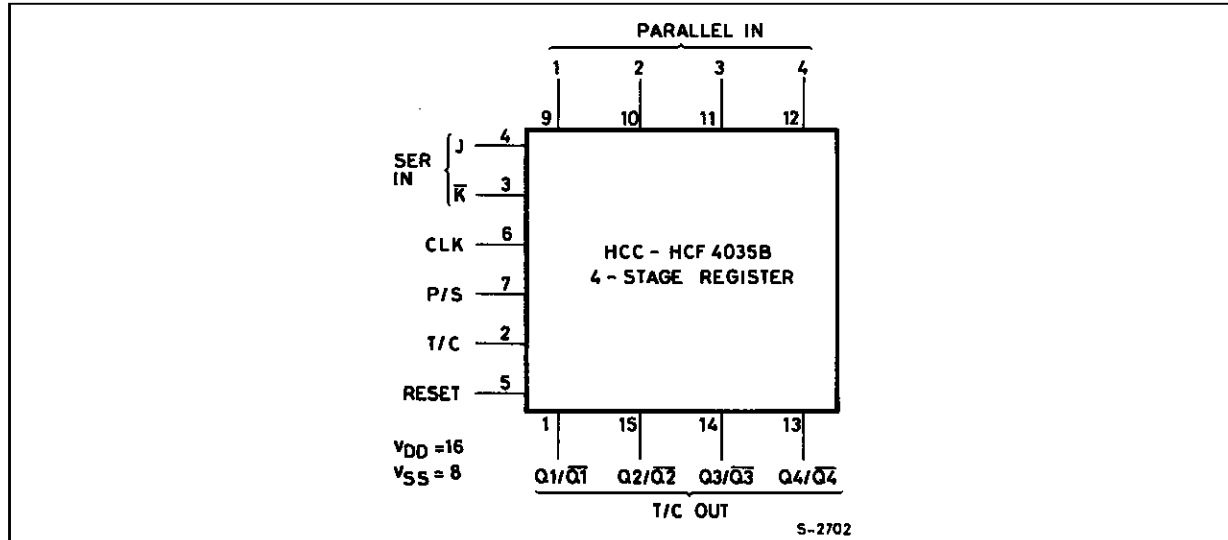 PARALLEL IN
1 2 3 4
9 10 11 12
SER IN
J 4
K̅ 3
CLK 6
P/S 7
T/C 2
RESET 5
HCC - HCF 4035B
4 - STAGE REGISTER
1 15 14 13
VDD = 16
VSS = 8
Q1/Q̅1̅ Q2/Q̅2̅ Q3/Q̅3̅ Q4/Q̅4̅
T/C OUT
S-2702